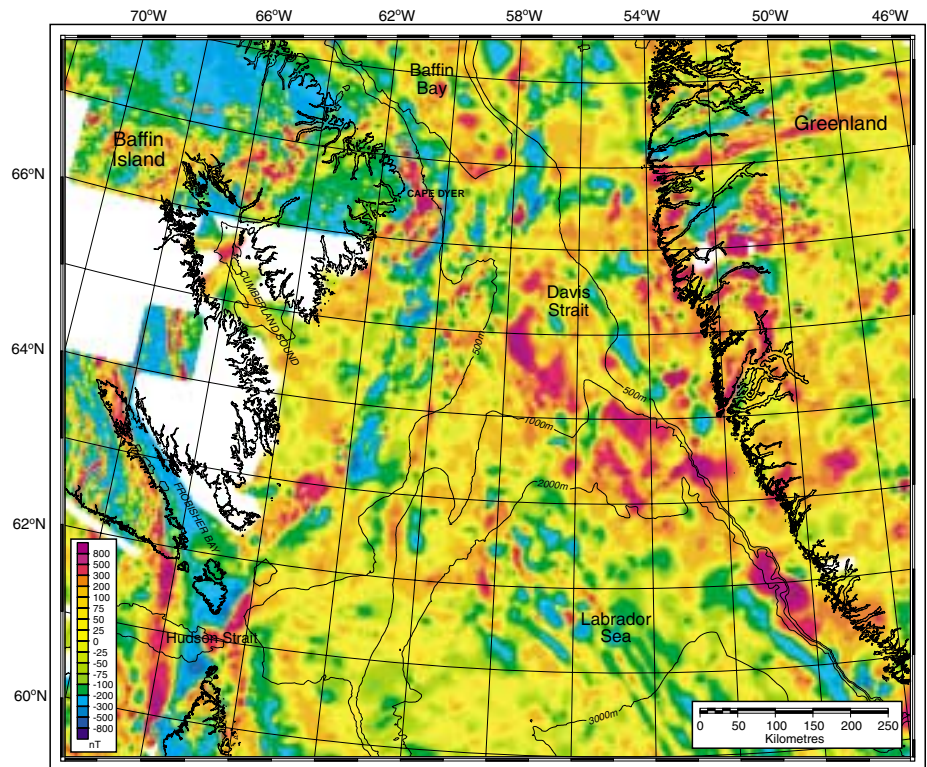 70°W 66°W 62°W 58°W 54°W 50°W 46°W
Baffin
Bay
Greenland
Baffin
Island
66°N
CAPE DYER
CUMBERLAND SOUND
Davis
Strait
500m
64°N
500m
1000m
2000m
FROBISHER BAY
62°N
800
500
300
200
100
75
50
25
0
-25
-50
-75
-100
-200
-300
-500
-800
nT
Hudson Strait
Labrador
Sea
60°N
3000m
0 50 100 150 200 250
Kilometres